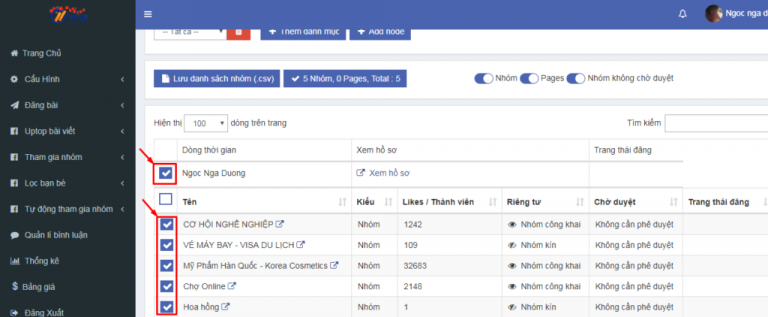 Ngoc nga d
-- Tất cả --
Thêm danh mục
Add node
Trang Chủ
Cấu Hình
Đăng bài
Uptop bài viết
Tham gia nhóm
Lọc bạn bè
Tự động tham gia nhóm
Quản lí bình luận
Thống kê
Bảng giá
Đăng Xuất
Lưu danh sách nhóm (.csv)
5 Nhóm, 0 Pages, Total : 5
Nhóm
Pages
Nhóm không chờ duyệt
Hiện thị 100 dòng trên trang
Tìm kiếm
Dòng thời gian Xem hồ sơ Trang thái đăng
Ngoc Nga Duong Xem hồ sơ
Tên Kiểu Likes / Thành viên Riêng tư Chờ duyệt Trang thái đăng
CƠ HỘI NGHỀ NGHIỆP Nhóm 1242 Nhóm công khai Không cần phê duyệt
VÉ MÁY BAY - VISA DU LỊCH Nhóm 109 Nhóm kín Không cần phê duyệt
Mỹ Phẩm Hàn Quốc - Korea Cosmetics Nhóm 32683 Nhóm công khai Không cần phê duyệt
Chợ Online Nhóm 2148 Nhóm công khai Không cần phê duyệt
Hoa hồng Nhóm 1 Nhóm kín Không cần phê duyệt